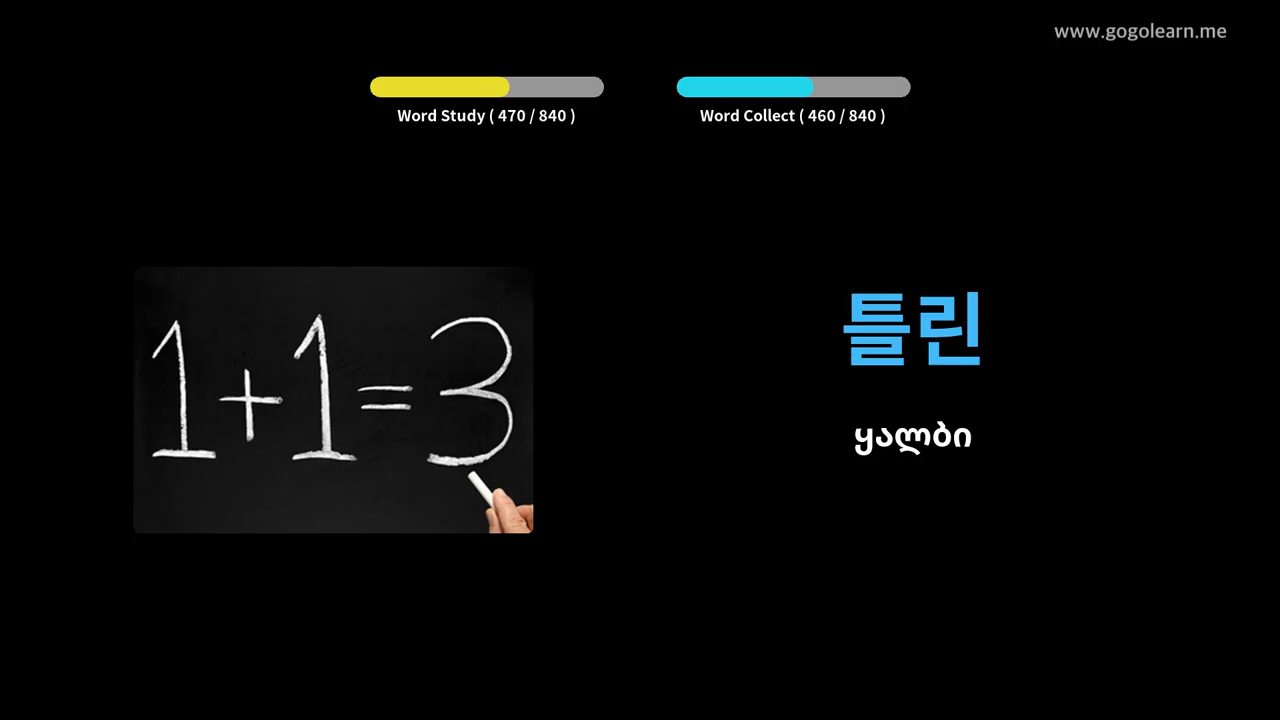 www.gogolearn.me
Word Study ( 470 / 840 )
Word Collect ( 460 / 840 )
1+1=3
틀린
ყალბი